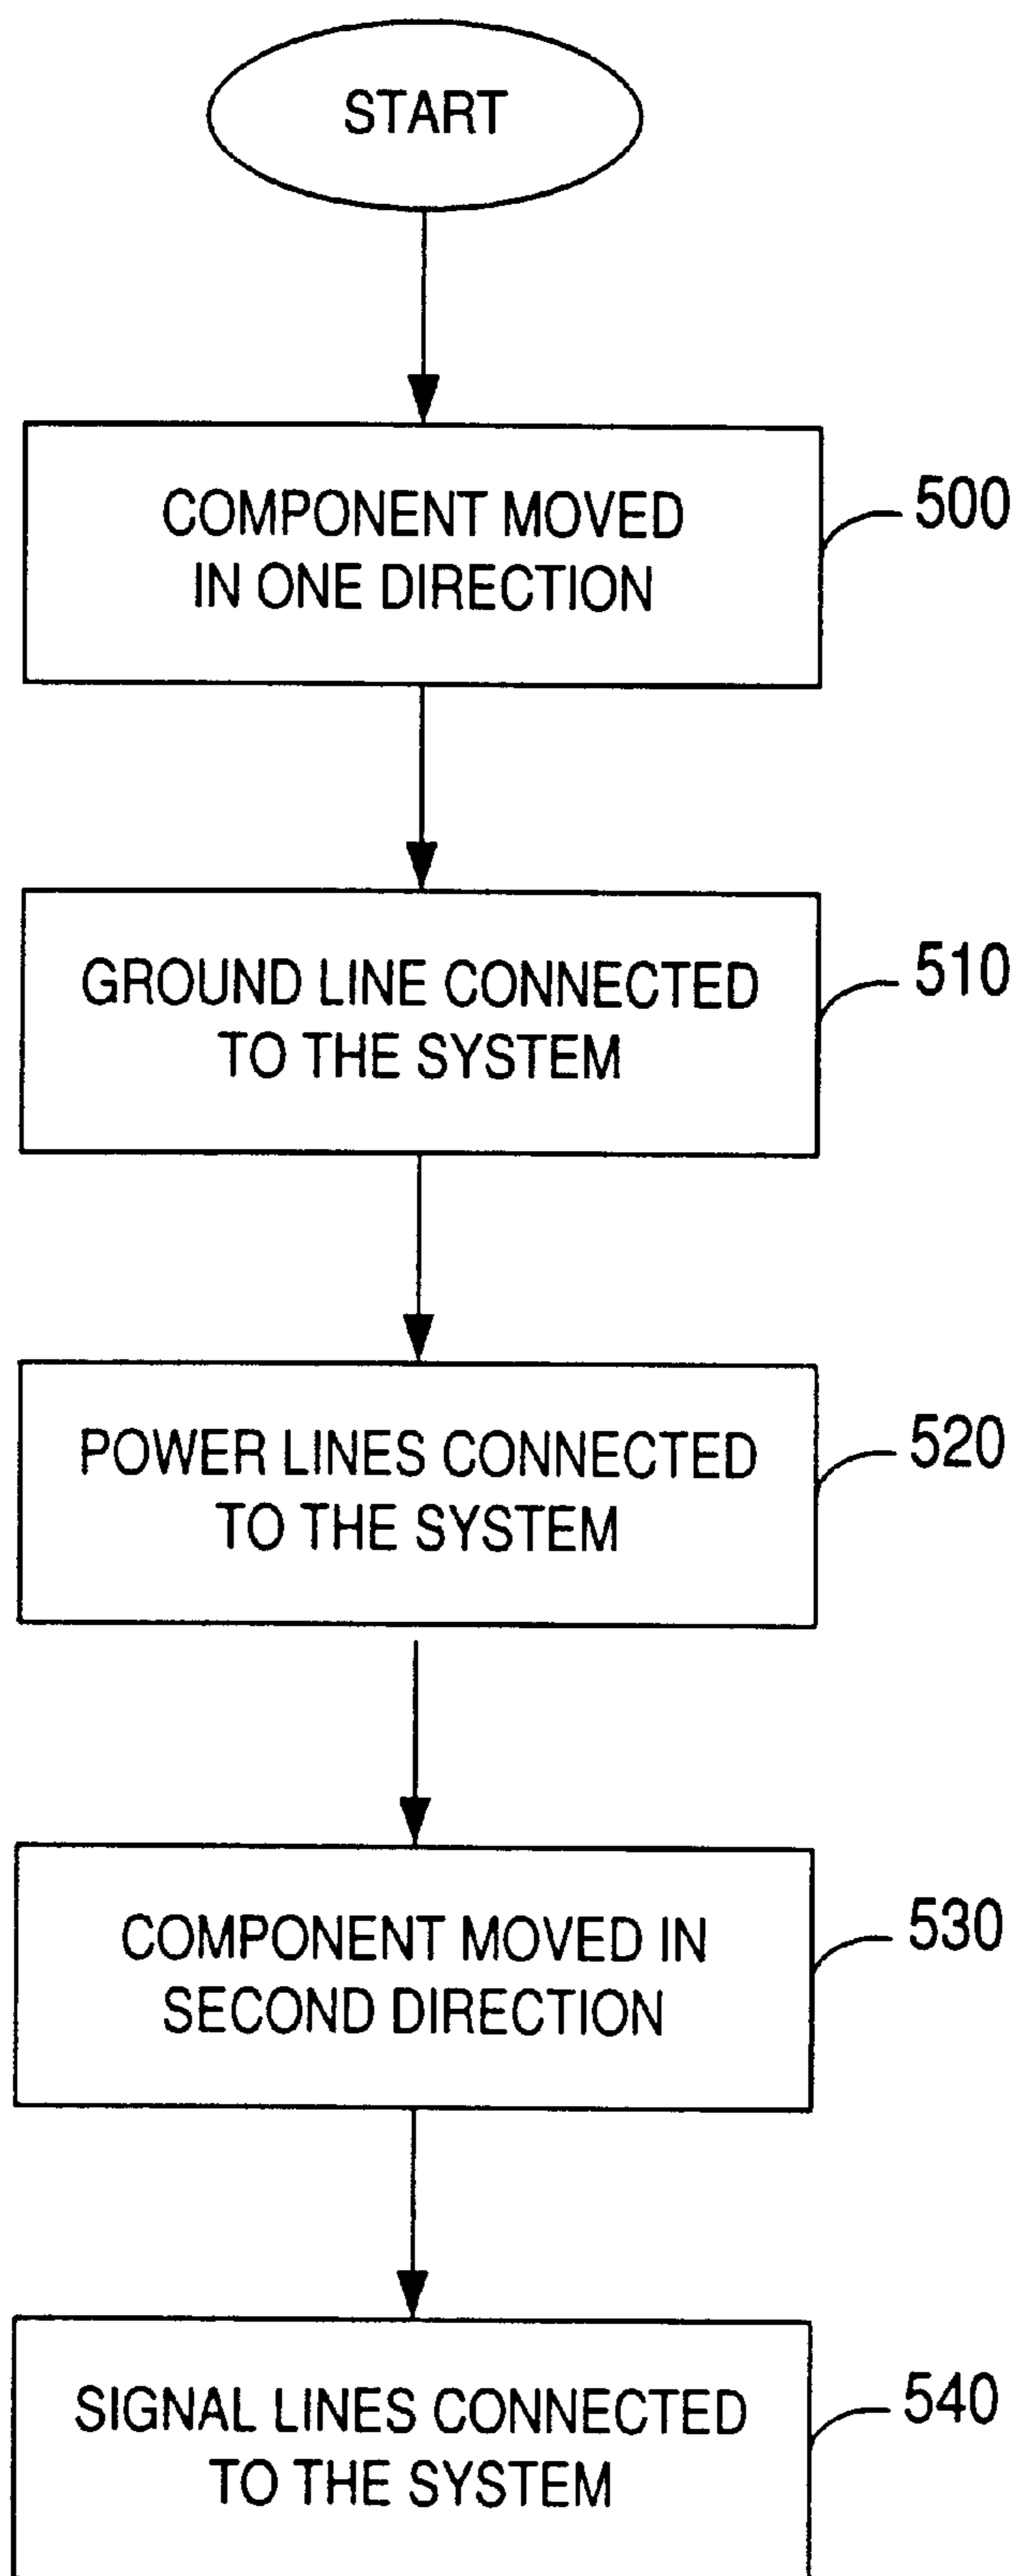 START
COMPONENT MOVED
IN ONE DIRECTION
500
GROUND LINE CONNECTED
TO THE SYSTEM
510
POWER LINES CONNECTED
TO THE SYSTEM
520
COMPONENT MOVED IN
SECOND DIRECTION
530
SIGNAL LINES CONNECTED
TO THE SYSTEM
540